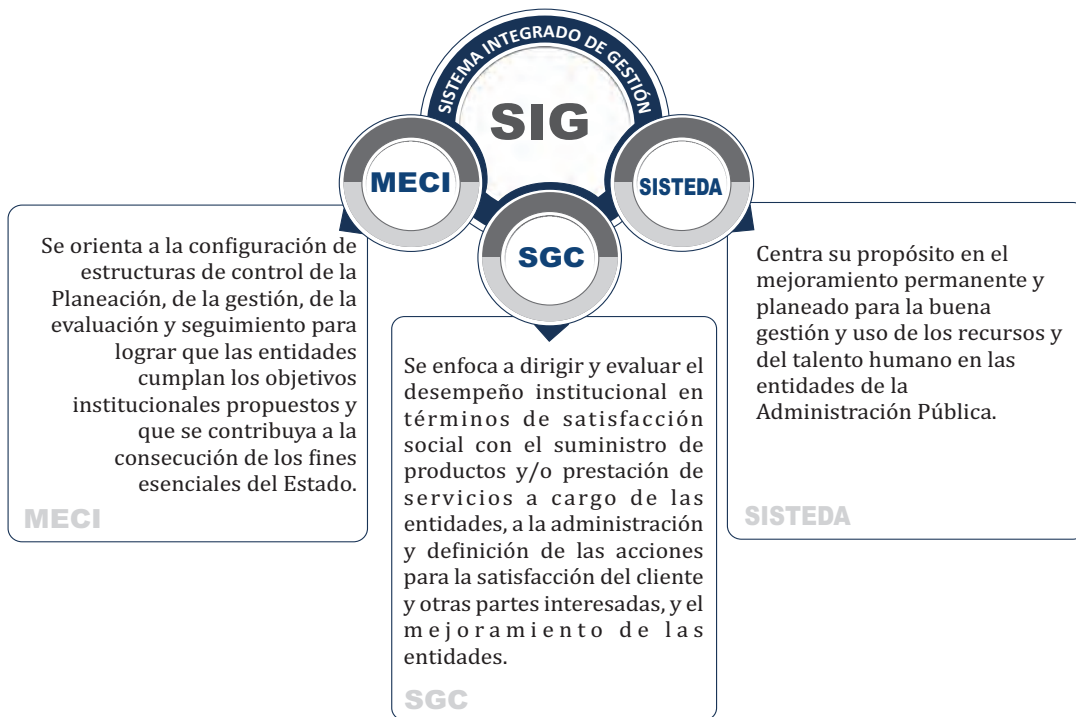 SISTEMA INTEGRADO DE GESTIÓN
SIG
MECI
SGC
SISTEDA
Se orienta a la configuración de
estructuras de control de la
Planeación, de la gestión, de la
evaluación y seguimiento para
lograr que las entidades
cumplan los objetivos
institucionales propuestos y
que se contribuya a la
consecución de los fines
esenciales del Estado.
MECI
Se enfoca a dirigir y evaluar el
desempeño institucional en
términos de satisfacción
social con el suministro de
productos y/o prestación de
servicios a cargo de las
entidades, a la administración
y definición de las acciones
para la satisfacción del cliente
y otras partes interesadas, y el
mejoramiento de las
entidades.
SGC
Centra su propósito en el
mejoramiento permanente y
planeado para la buena
gestión y uso de los recursos y
del talento humano en las
entidades de la
Administración Pública.
SISTEDA